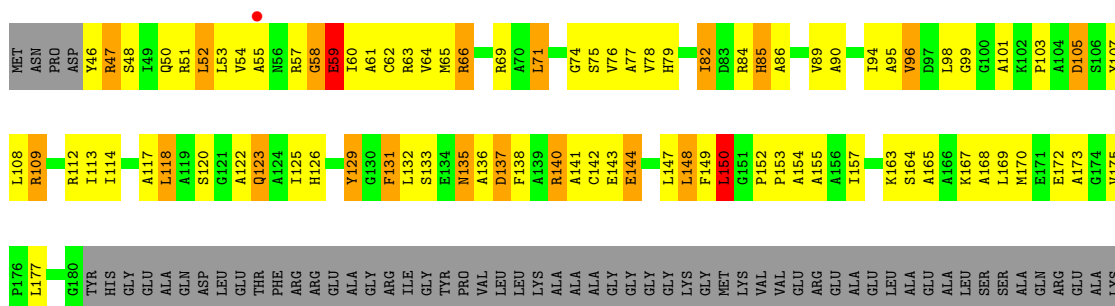 MET ASN PRO ASP Y46 R47 S48 I49 Q50 R51 L52 L53 V54 A55 N56 R57 G58 E59 I60 A61 C62 R63 V64 M65 R66 R69 A70 L71 G74 S75 V76 A77 V78 H79 I82 D83 R84 H85 A86 V89 A90 I94 A95 V96 D97 L98 G99 G100 A101 K102 P103 A104 D105 S106 Y107
L108 R109 R112 I113 I114 A117 L118 A119 S120 G121 A122 Q123 A124 I125 H126 Y129 G130 F131 L132 S133 E134 N135 A136 D137 F138 A139 R140 A141 C142 E143 E144 L147 L148 F149 L150 G151 P152 P153 A154 A155 A156 I157 K163 S164 A165 A166 K167 A168 L169 M170 E171 E172 A173 G174 V175
P176 L177 G180 TYR HIS GLY GLU ALA GLN ASP LEU GLU THR PHE ARG ARG GLU ALA GLY ARG ILE GLY TYR PRO VAL LEU LEU LYS ALA ALA ALA GLY GLY GLY GLY LYS GLY MET LYS VAL VAL GLU ARG GLU ALA GLU LEU ALA GLU ALA LEU SER SER ALA GLN ARG GLU ALA LYS